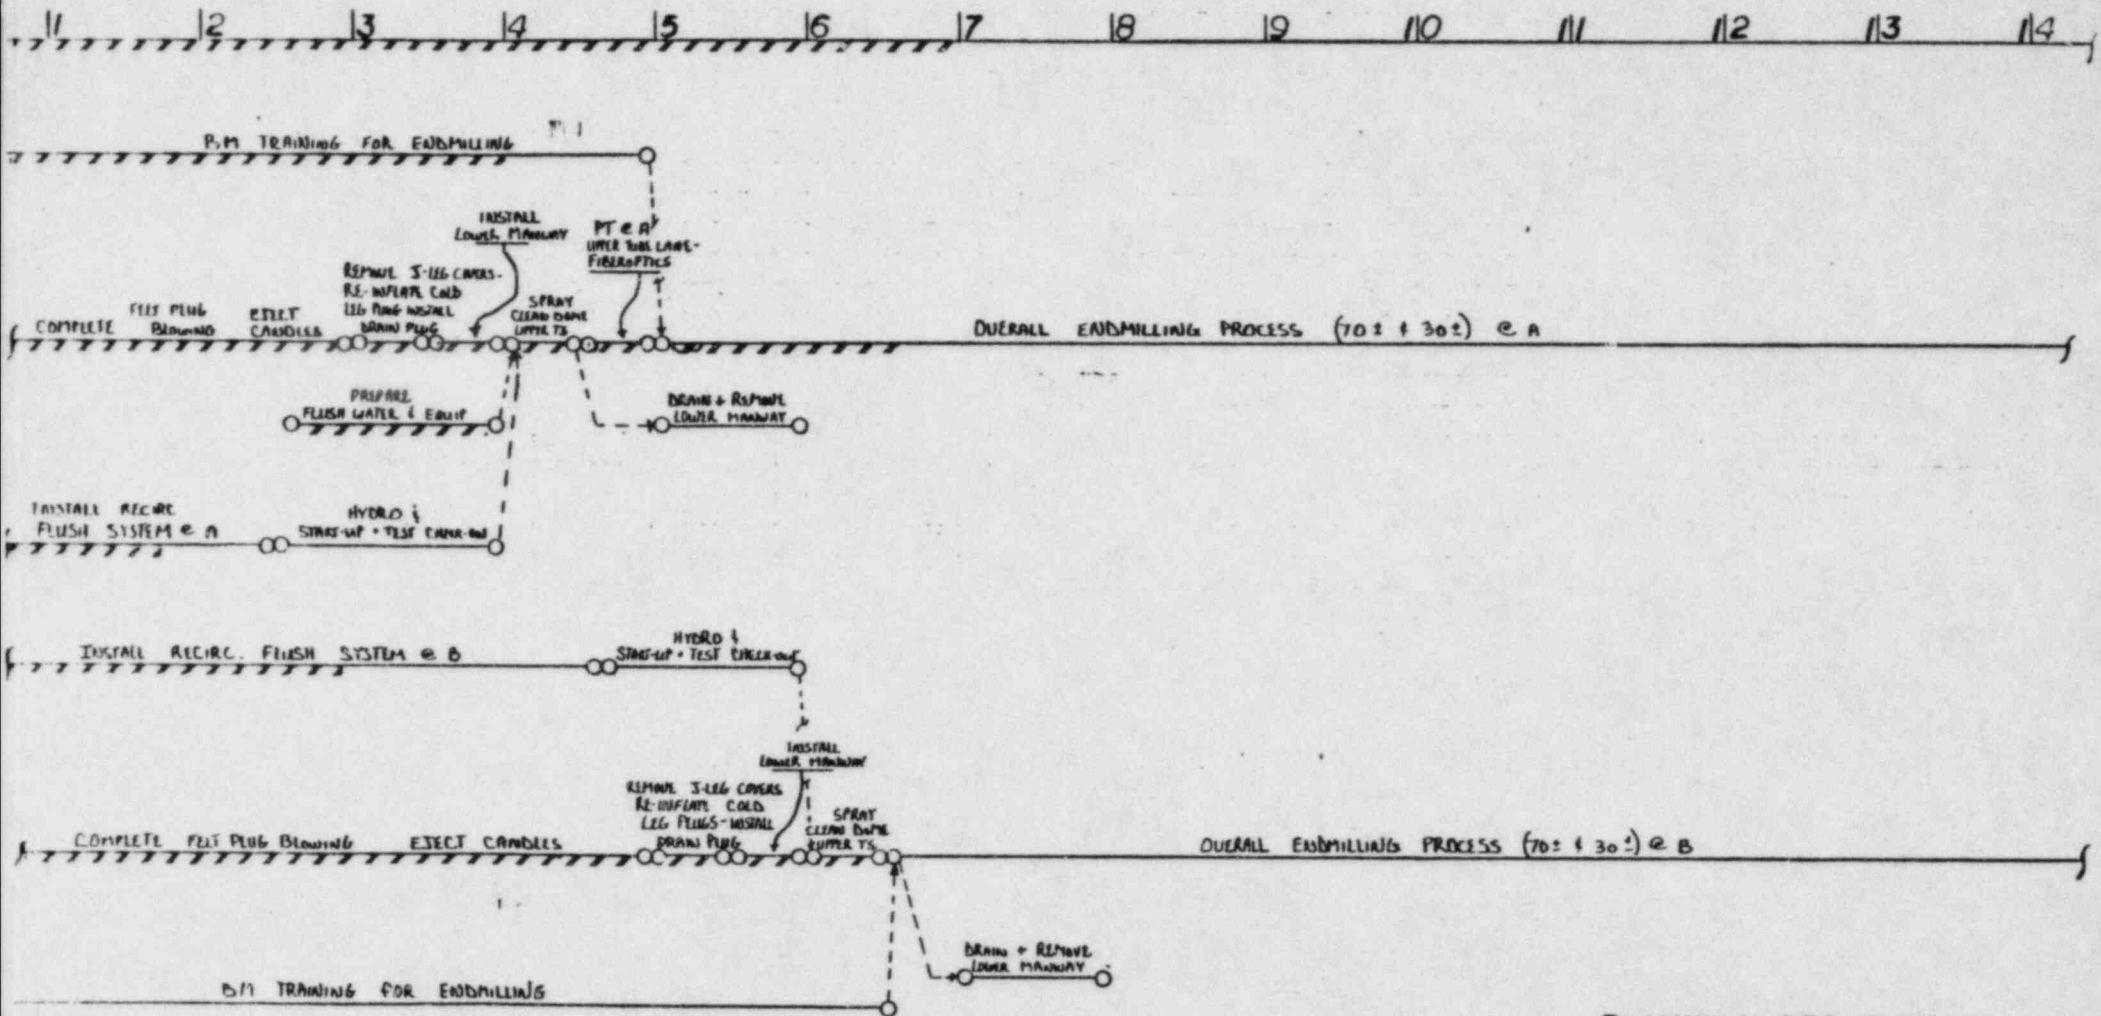 1 2 3 4 5 6 7 8 9 10 11 12 13 14
BM TRAINING FOR ENDMILLING
INSTALL
LOWER MANWAY
PT @ A
UPPER TUBE LANE-
FIBEROPTICS
REMOVE J-LEG COVERS-
RE-INFLATE COLD
LEG PLUG INSTALL
DRAIN PLUG
SPRAY
CLEAN DOME
UPPER TS
COMPLETE FELT PLUG
BLOWING
EJECT
CANDLES
OVERALL ENDMILLING PROCESS (70± & 30±) @ A
PREPARE
FLUSH WATER & EQUIP
DRAIN + REMOVE
LOWER MANWAY
INSTALL RECIRC
FLUSH SYSTEM @ A
HYDRO &
START-UP • TEST CHECK-OUT
INSTALL RECIRC. FLUSH SYSTEM @ B
HYDRO &
START-UP • TEST CHECK-OUT
INSTALL
LOWER MANWAY
REMOVE J-LEG COVERS
RE-INFLATE COLD
LEG PLUGS-INSTALL
DRAIN PLUG
SPRAY
CLEAN DOME
& UPPER TS
COMPLETE FELT PLUG BLOWING EJECT CANDLES
OVERALL ENDMILLING PROCESS (70± & 30±) @ B
DRAIN + REMOVE
LOWER MANWAY
BM TRAINING FOR ENDMILLING